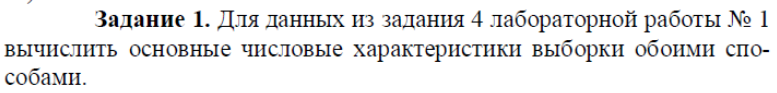 Задание 1. Для данных из задания 4 лабораторной работы № 1
вычислить основные числовые характеристики выборки обоими спо-
собами.